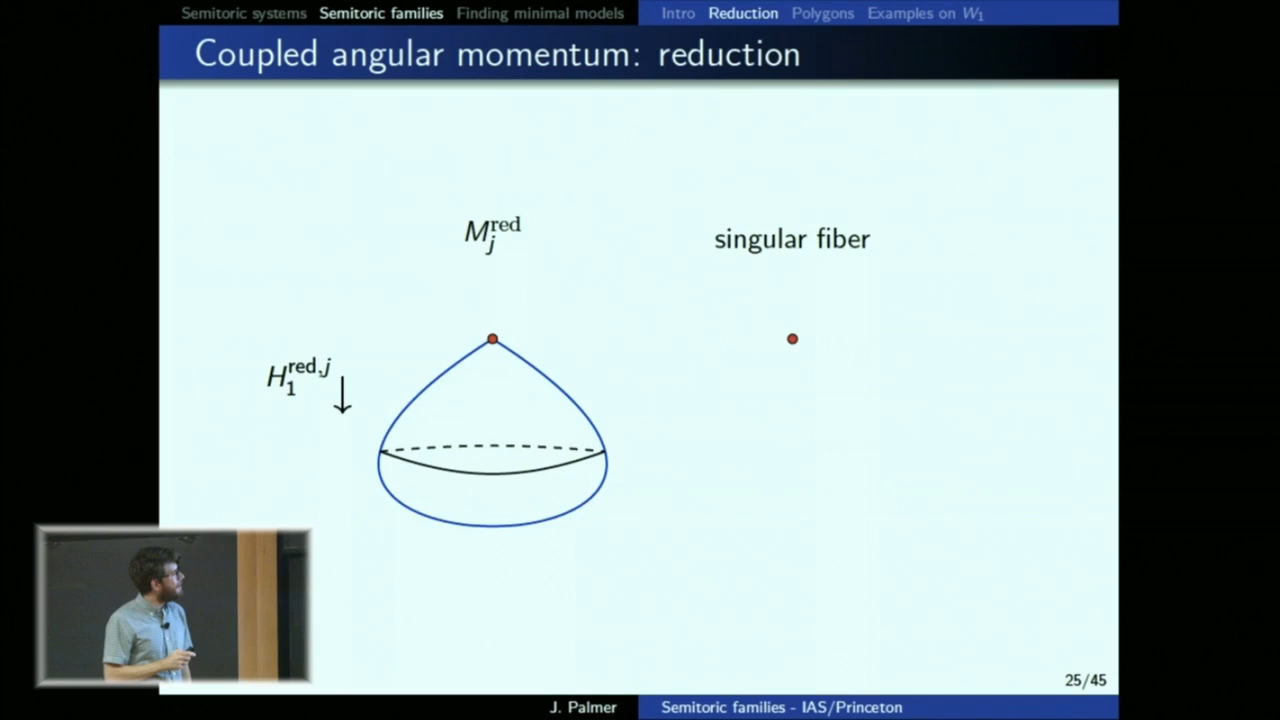 Semitoric systems Semitoric families Finding minimal models Intro Reduction Polygons Examples on W₁
Coupled angular momentum: reduction
M_j^red singular fiber
H_1^{red,j} ↓
25/45
J. Palmer Semitoric families - IAS/Princeton